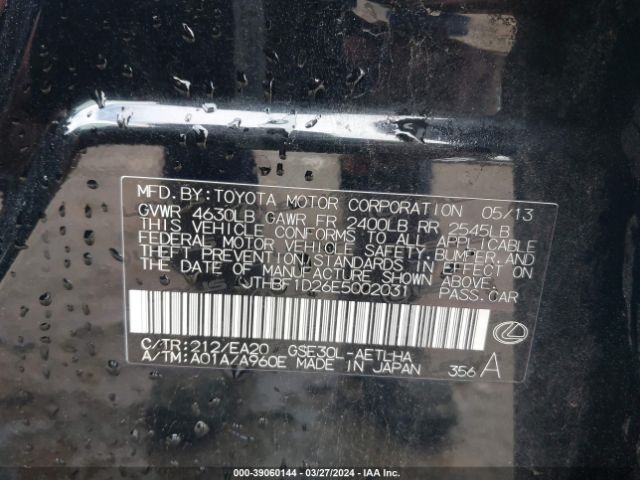 MFD. BY: TOYOTA MOTOR CORPORATION 05/13
GVWR 4630LB GAWR FR 2400LB RR 2545LB
THIS VEHICLE CONFORMS TO ALL APPLICABLE
FEDERAL MOTOR VEHICLE SAFETY, BUMPER, AND
THEFT PREVENTION STANDARDS IN EFFECT ON
THE DATE OF MANUFACTURE SHOWN ABOVE.
JTHBF1D26E5002031 PASS.CAR
C/TR:212/EA20 GSE30L-AETLHA
A/TM:A01A/A960E MADE IN JAPAN 356 A
000-39060144 — 03/27/2024 — IAA Inc.